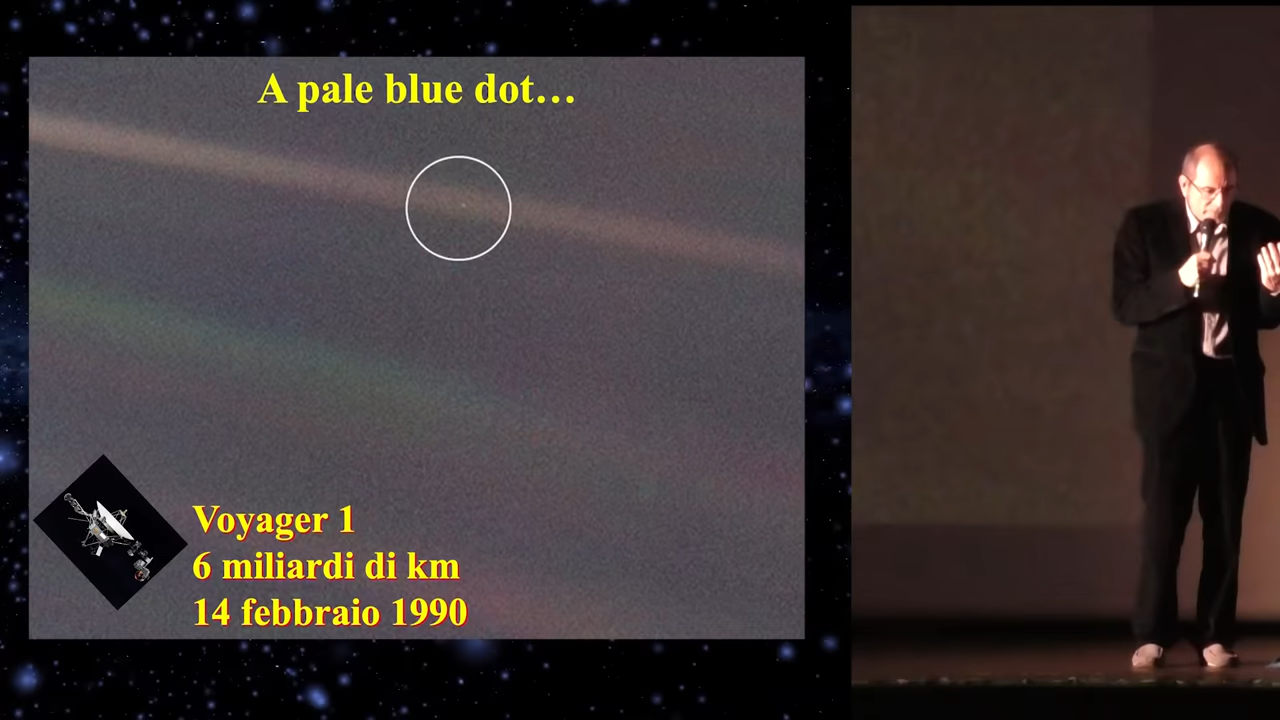 A pale blue dot…
Voyager 1
6 miliardi di km
14 febbraio 1990